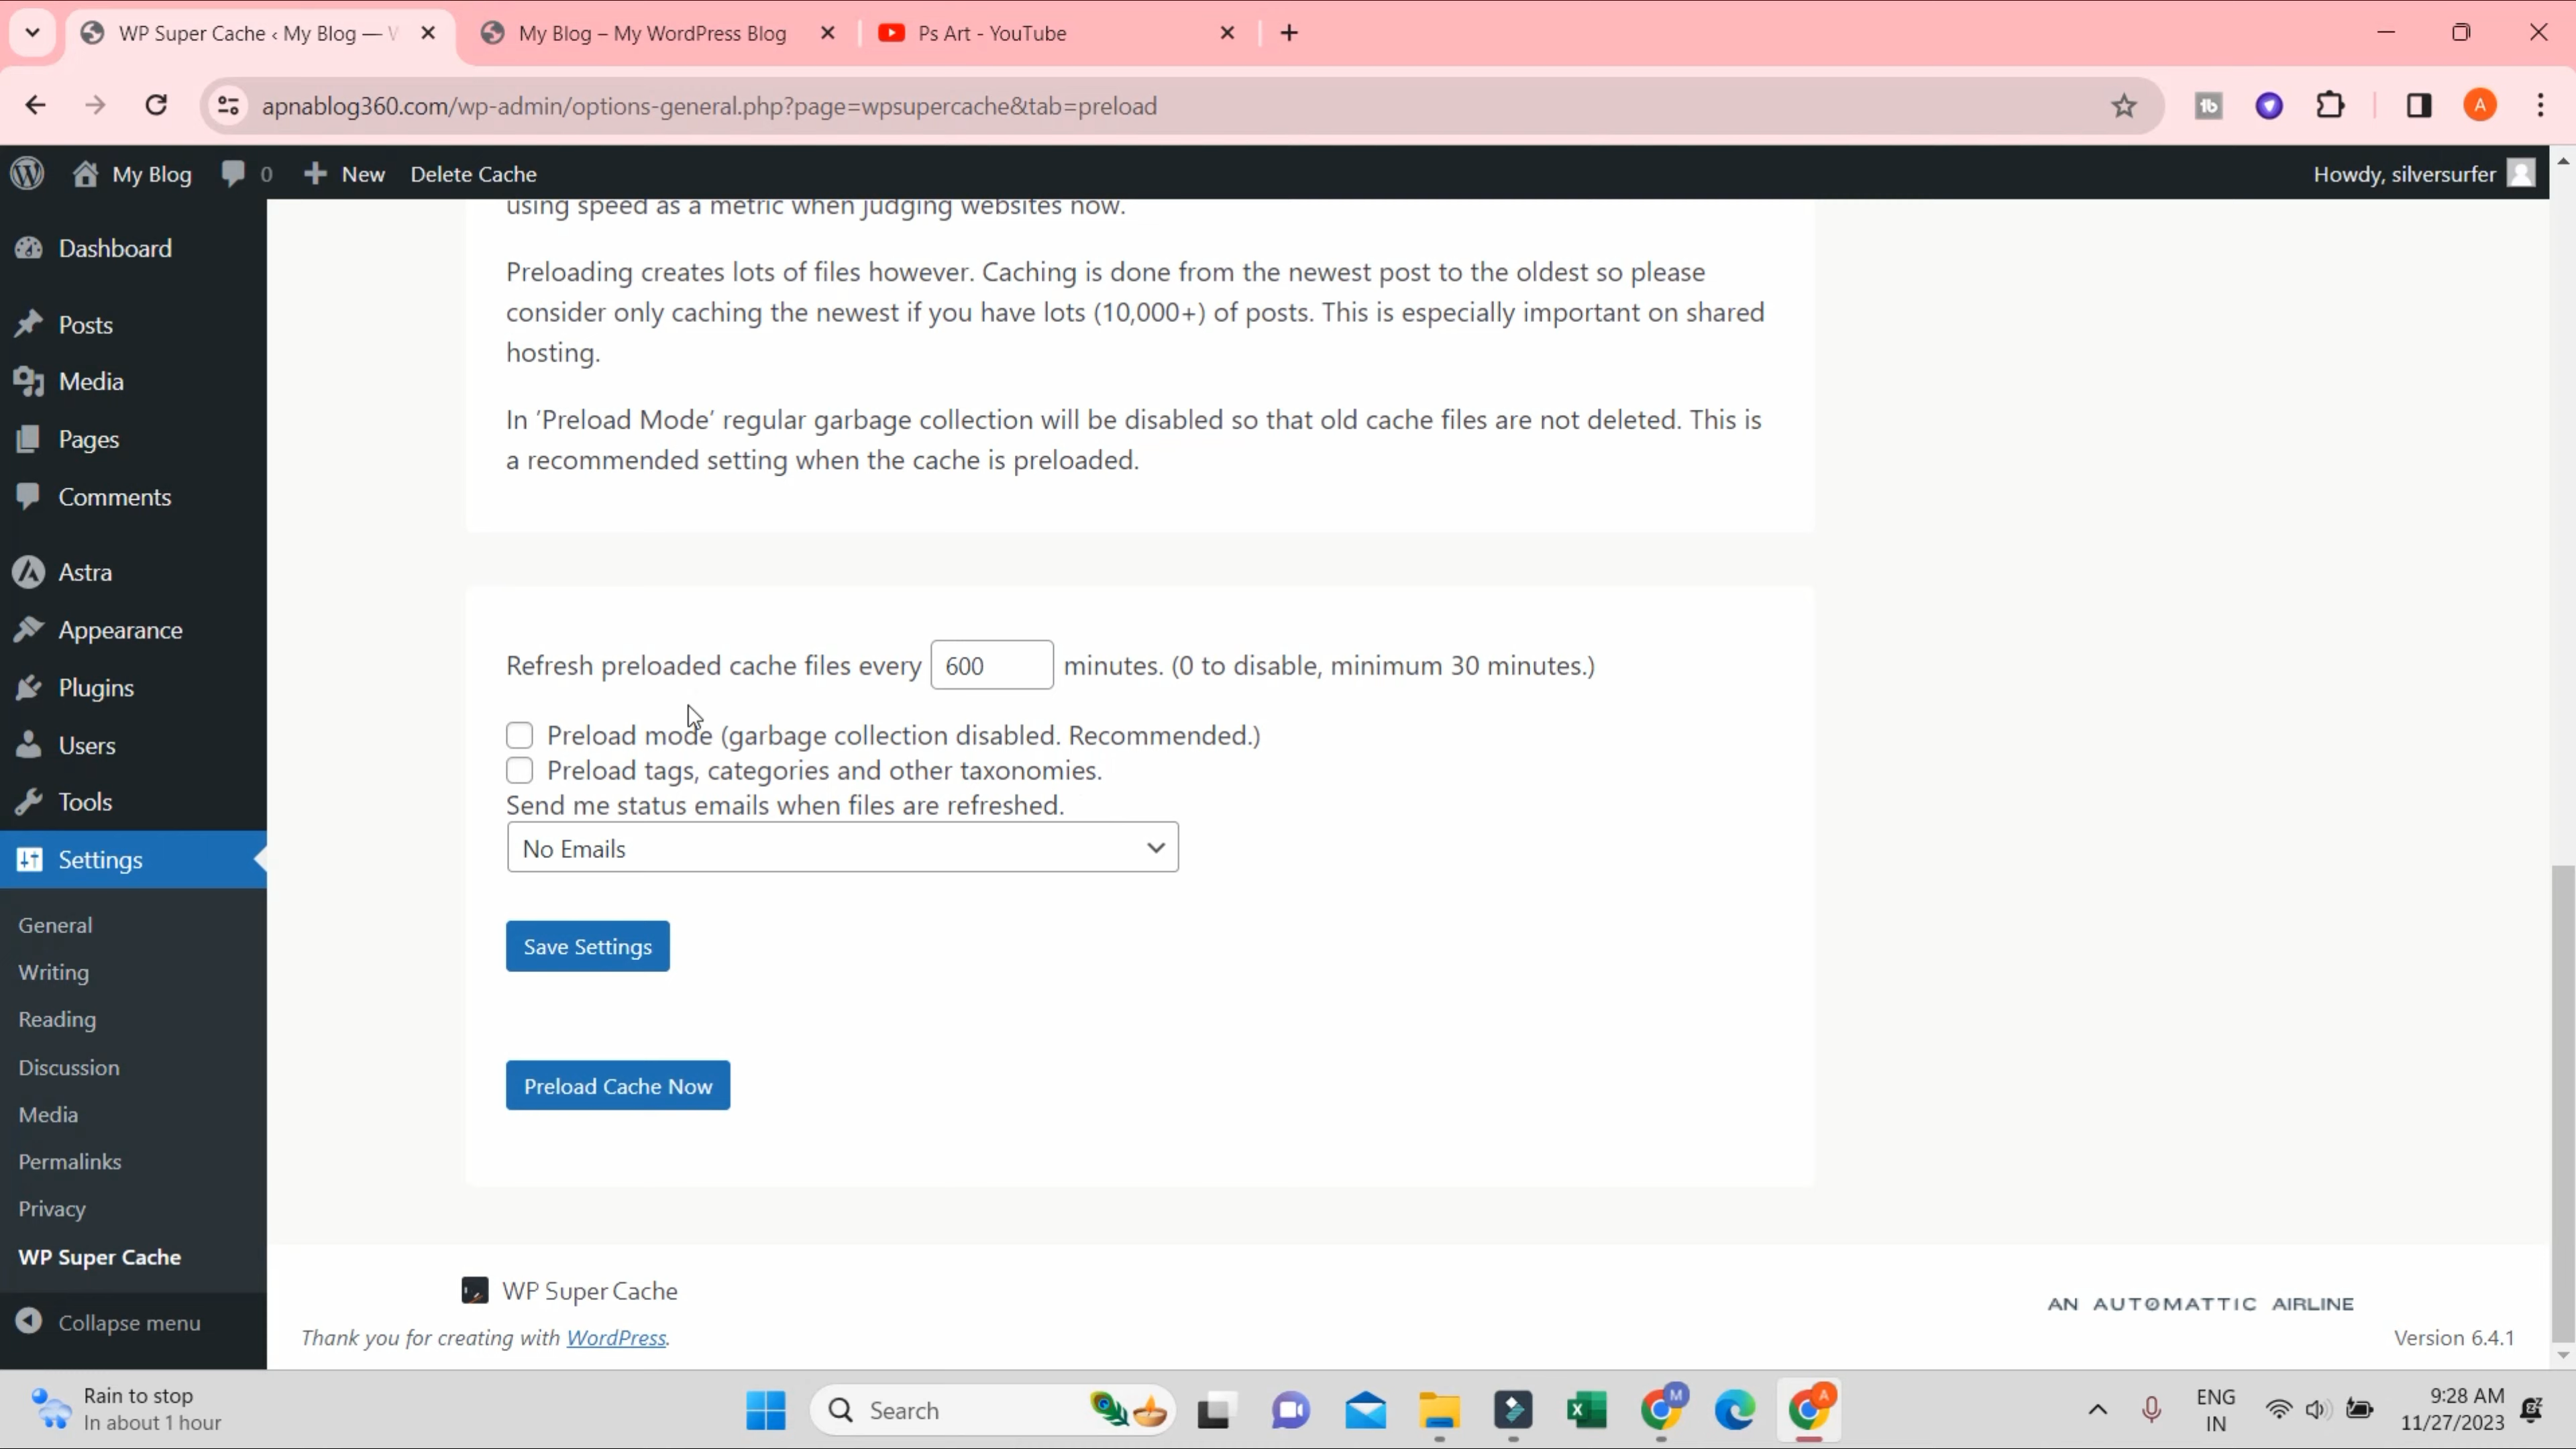 WP Super Cache ‹ My Blog —
My Blog – My WordPress Blog
Ps Art - YouTube
apnablog360.com/wp-admin/options-general.php?page=wpsupercache&tab=preload
A
My Blog
0
New
Delete Cache
Howdy, silversurfer
Dashboard
Posts
Media
Pages
Comments
Astra
Appearance
Plugins
Users
Tools
Settings
General
Writing
Reading
Discussion
Media
Permalinks
Privacy
WP Super Cache
Collapse menu
using speed as a metric when judging websites now.
Preloading creates lots of files however. Caching is done from the newest post to the oldest so please
consider only caching the newest if you have lots (10,000+) of posts. This is especially important on shared
hosting.
In ‘Preload Mode’ regular garbage collection will be disabled so that old cache files are not deleted. This is
a recommended setting when the cache is preloaded.
Refresh preloaded cache files every 600 minutes. (0 to disable, minimum 30 minutes.)
Preload mode (garbage collection disabled. Recommended.)
Preload tags, categories and other taxonomies.
Send me status emails when files are refreshed.
No Emails
Save Settings
Preload Cache Now
WP Super Cache
AN AUTOMATTIC AIRLINE
Thank you for creating with WordPress.
Version 6.4.1
Rain to stop
In about 1 hour
Search
M
A
ENG
IN
9:28 AM
11/27/2023